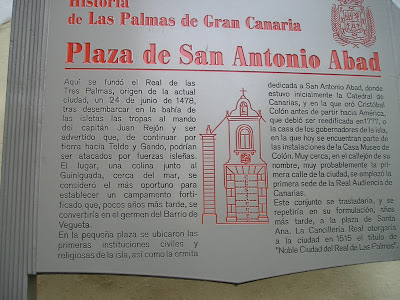 Historia
de Las Palmas de Gran Canaria
Plaza de San Antonio Abad
Aquí se fundó el Real de las
Tres Palmas, origen de la actual
ciudad, un 24 de junio de 1478,
tras desembarcar en la bahía de
las isletas las tropas al mando
del capitán Juan Rejón y ser
advertido que, de continuar por
tierra hacia Teldo y Gando, podrían
ser atacados por fuerzas isleñas.
El lugar, una colina junto al
Guiniguada, cerca del mar, se
consideró el más oportuno para
establecer un campamento forti-
ficado que, pocos años más tarde, se
convertiría en el germen del Barrio de
Vegueta.
En la pequeña plaza se ubicaron las
primeras instituciones civiles y
religiosas de la isla, así como la ermita
dedicada a San Antonio Abad, donde
estuvo inicialmente la Catedral de
Canarias, y en la que oró Cristóbal
Colón antes de partir hacia América,
que debió ser reedificada en 1777, o
la casa de los gobernadores de la isla,
en la que hoy se encuentran parte de
las instalaciones de la Casa Museo de
Colón. Muy cerca, en el callejón de su
nombre, muy probablemente la pri-
mera calle de la ciudad, se emplazó la
primera sede de la Real Audiencia de
Canarias.
Este conjunto se trasladaría, y se
repetiría en su formulación, años
más tarde, a la plaza de Santa
Ana. La Cancillería Real otorgaría
a la ciudad en 1515 el título de
"Noble Ciudad del Real de Las Palmas".